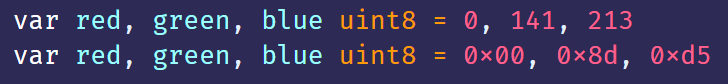 var red, green, blue uint8 = 0, 141, 213
var red, green, blue uint8 = 0x00, 0x8d, 0xd5